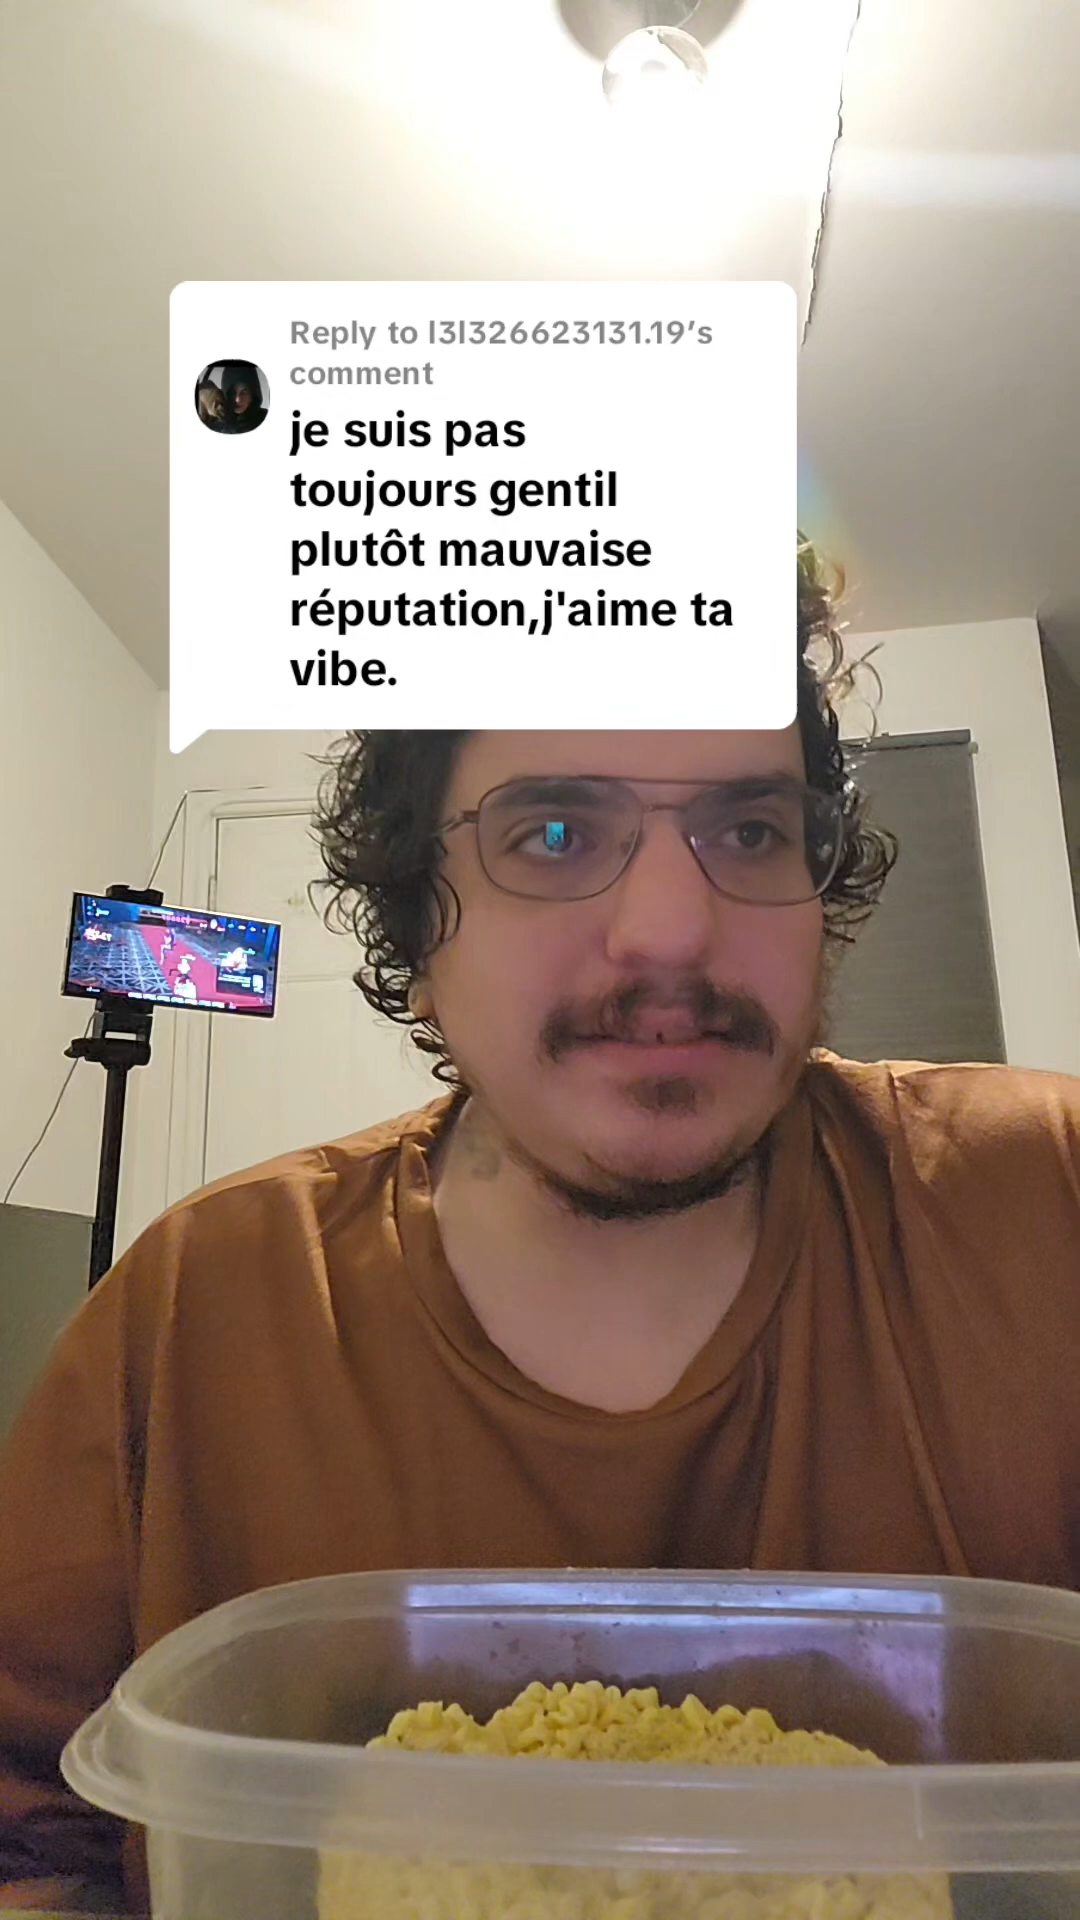 Reply to l3l326623131.19’s
comment
je suis pas
toujours gentil
plutôt mauvaise
réputation,j'aime ta
vibe.